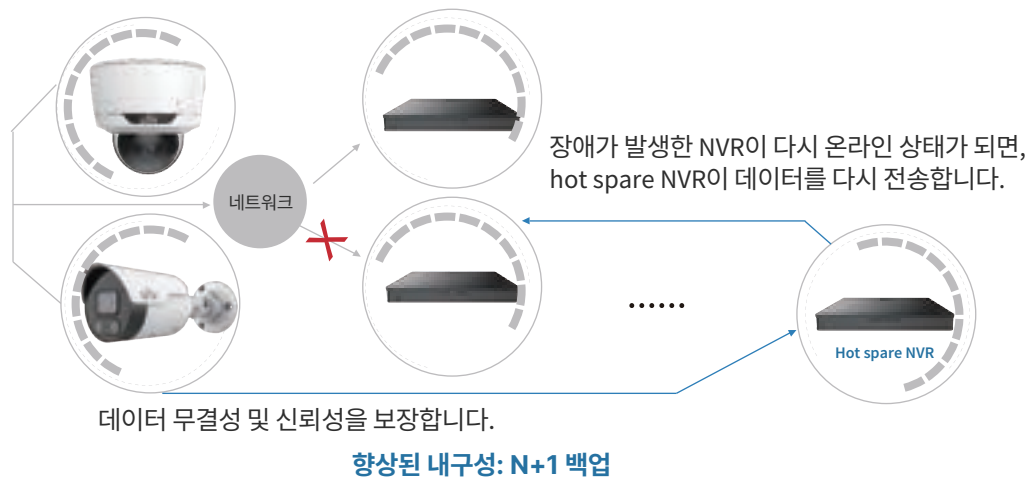 장애가 발생한 NVR이 다시 온라인 상태가 되면,
hot spare NVR이 데이터를 다시 전송합니다.
네트워크
......
Hot spare NVR
데이터 무결성 및 신뢰성을 보장합니다.
향상된 내구성: N+1 백업